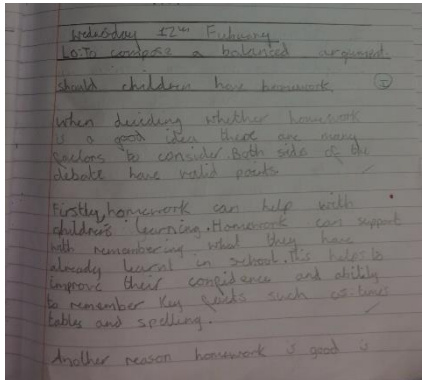 Wednesday 12th Fubruary
LO: To compose a balanced argument.
should children have homework
When deciding whether homework
is a good idea there are many
factors to consider. Both side of the
debate have valid points
Firstly, homework can help with
children's learning. Homework can support
with remembering what they have
already learnt in school. This helps to
improve their confidence and ability
to remember key facts such as times
tables and spelling.
Another reason homework is good is